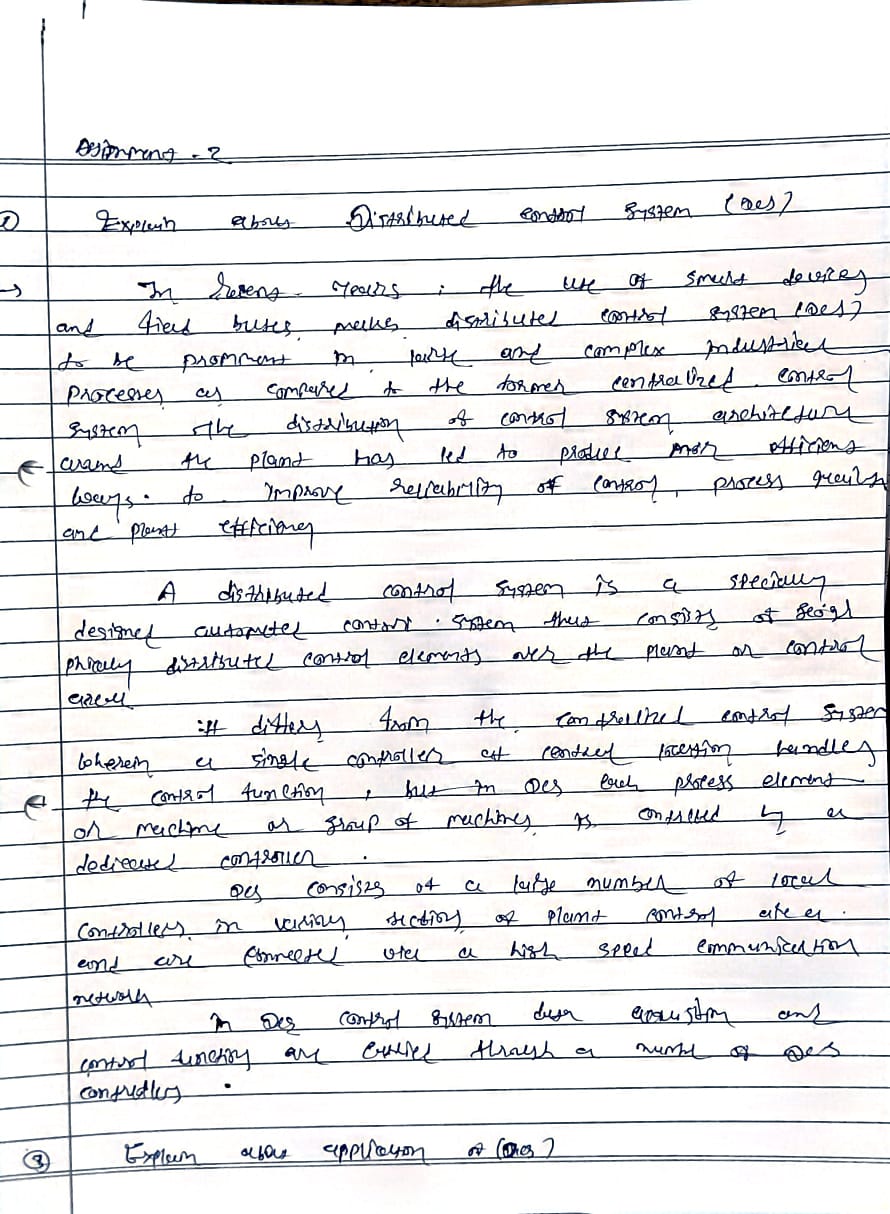 Assignment - 2
① Explain about Distributed control system (DCS)
→ In recent years, the use of smart devices
and field buses makes distributed control system (DCS)
to be prominent in large and complex industrial
processes as compared to the former centralized control
system The distribution of control system architecture
around the plant has led to produce more efficient
ways to improve reliability of control, process quality
and plant efficiency
A distributed control system is a specially
designed automated control system that consists of geogra
phically distributed control elements over the plant or control
area
It differs from the centralized control system
wherein a single controller at central location handles
the control function, but in DCS each process element
or machine or group of machines is controlled by a
dedicated controller.
DCS consists of a large number of local
controllers in various section of plant control area
and are connected via a high speed communication
network
In DCS control system data acquisition and
control function are carried through a number of DCS
controllers.
③ Explain about application of (DCS)